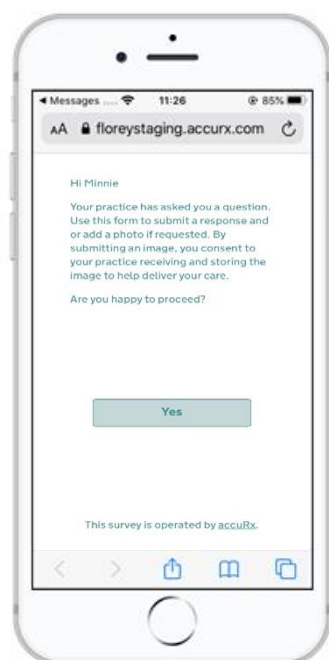 Messages .... 11:26 85%
AA floreystaging.accurx.com
Hi Minnie
Your practice has asked you a question.
Use this form to submit a response and
or add a photo if requested. By
submitting an image, you consent to
your practice receiving and storing the
image to help deliver your care.
Are you happy to proceed?
Yes
This survey is operated by accuRx.